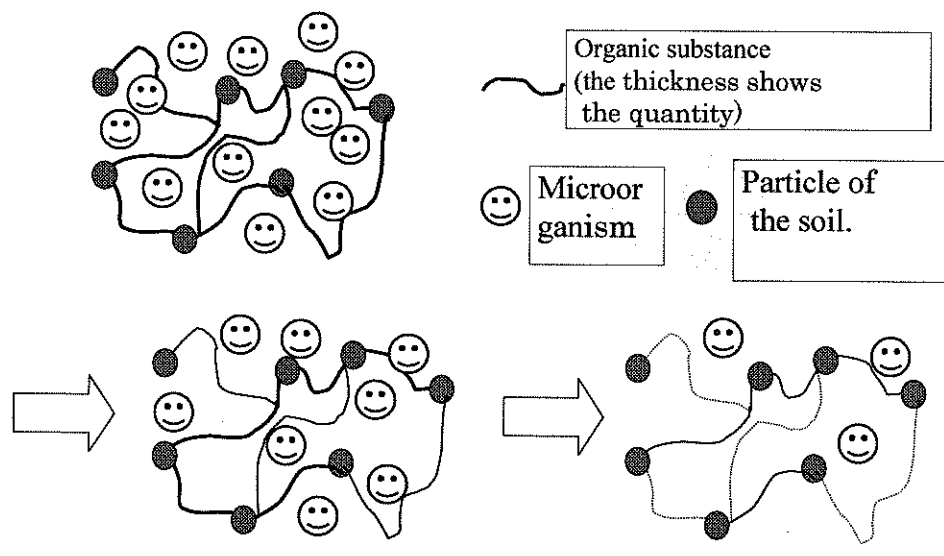 Organic substance
(the thickness shows
the quantity)
Microor
ganism
Particle of
the soil.